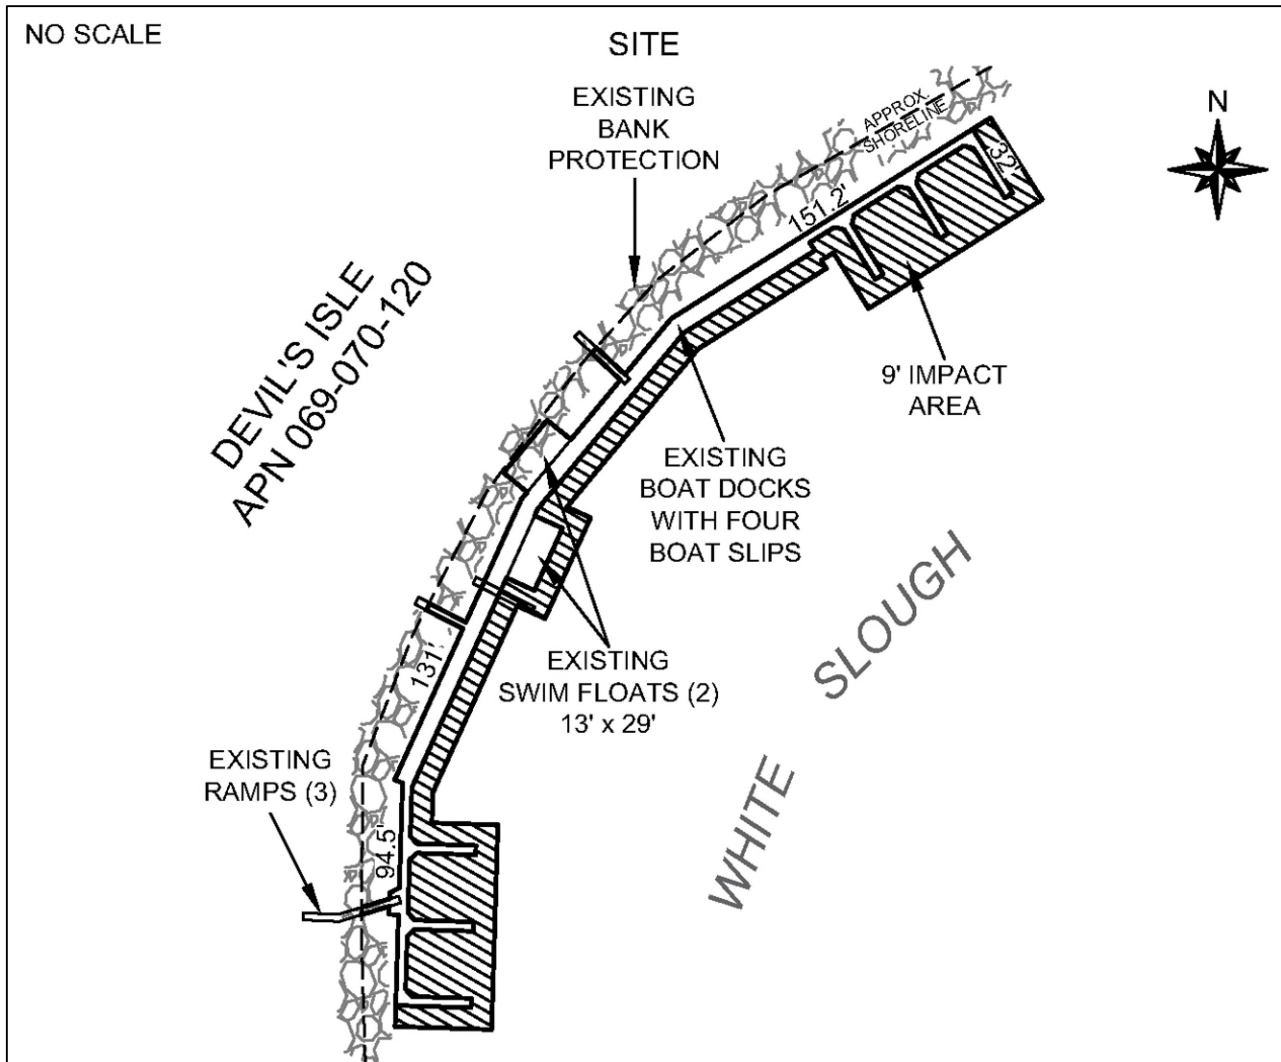 NO SCALE
SITE
EXISTING
BANK
PROTECTION
APPROX.
SHORELINE
N
32'
151.2'
DEVIL'S ISLE
APN 069-070-120
9' IMPACT
AREA
EXISTING
BOAT DOCKS
WITH FOUR
BOAT SLIPS
131'
EXISTING
SWIM FLOATS (2)
13' x 29'
WHITE SLOUGH
EXISTING
RAMPS (3)
94.5'